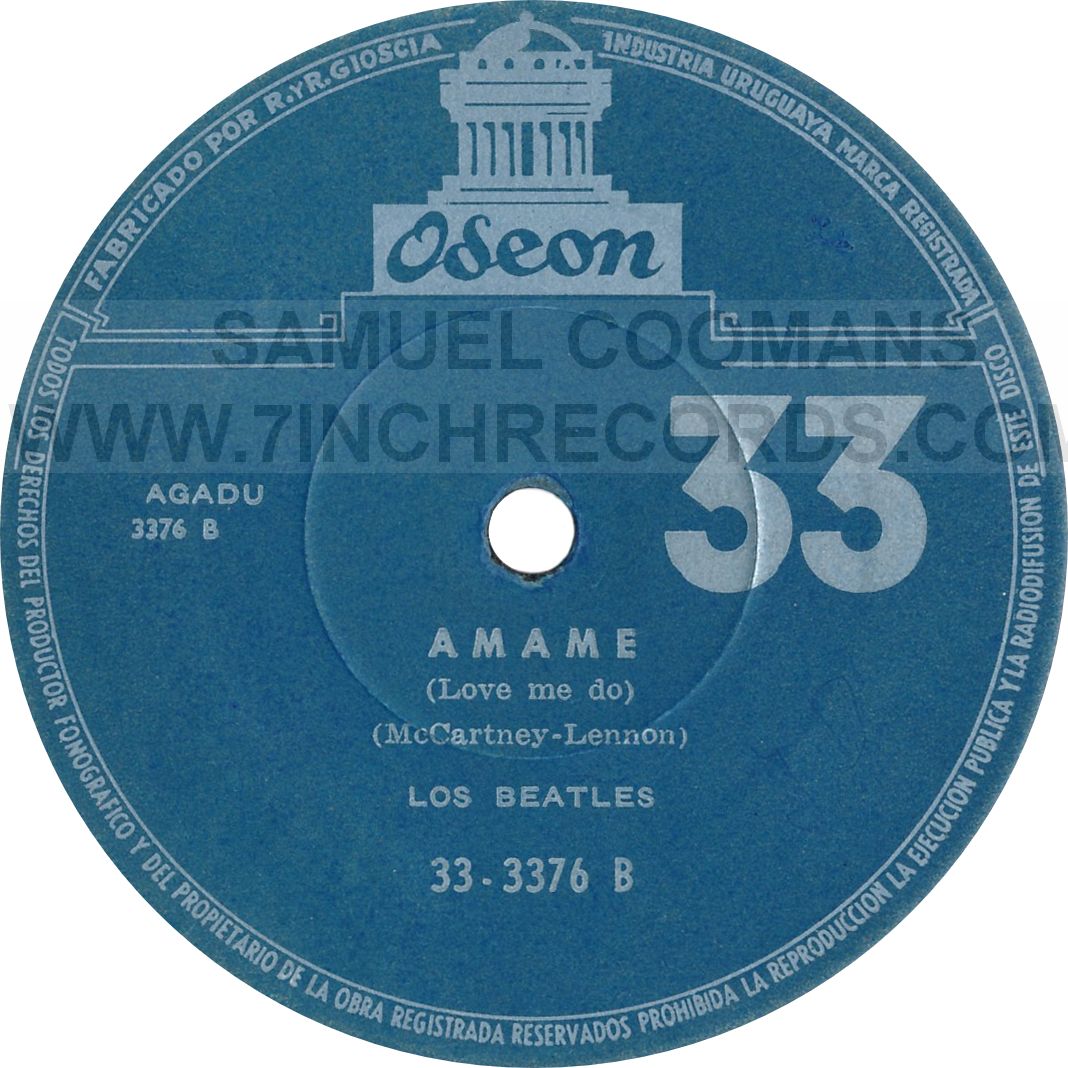 FABRICADO POR R.YR.GIOSCIA
INDUSTRIA URUGUAYA MARCA REGISTRADA
Odeon
SAMUEL COOMANS
WWW.7INCHRECORDS.COM
33
AGADU
3376 B
AMAME
(Love me do)
(McCartney-Lennon)
LOS BEATLES
33-3376 B
TODOS LOS DERECHOS DEL PRODUCTOR FONOGRAFICO Y DEL PROPIETARIO DE LA OBRA REGISTRADA RESERVADOS PROHIBIDA LA REPRODUCCION LA EJECUCION PUBLICA Y LA RADIODIFUSION DE ESTE DISCO